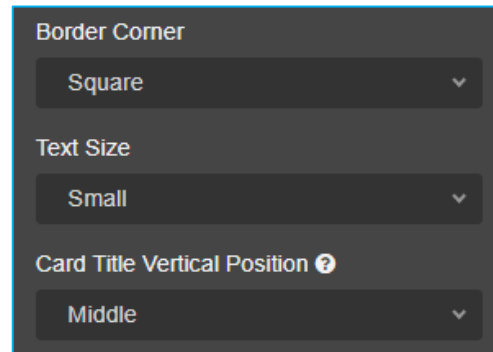 Border Corner
Square
Text Size
Small
Card Title Vertical Position
Middle